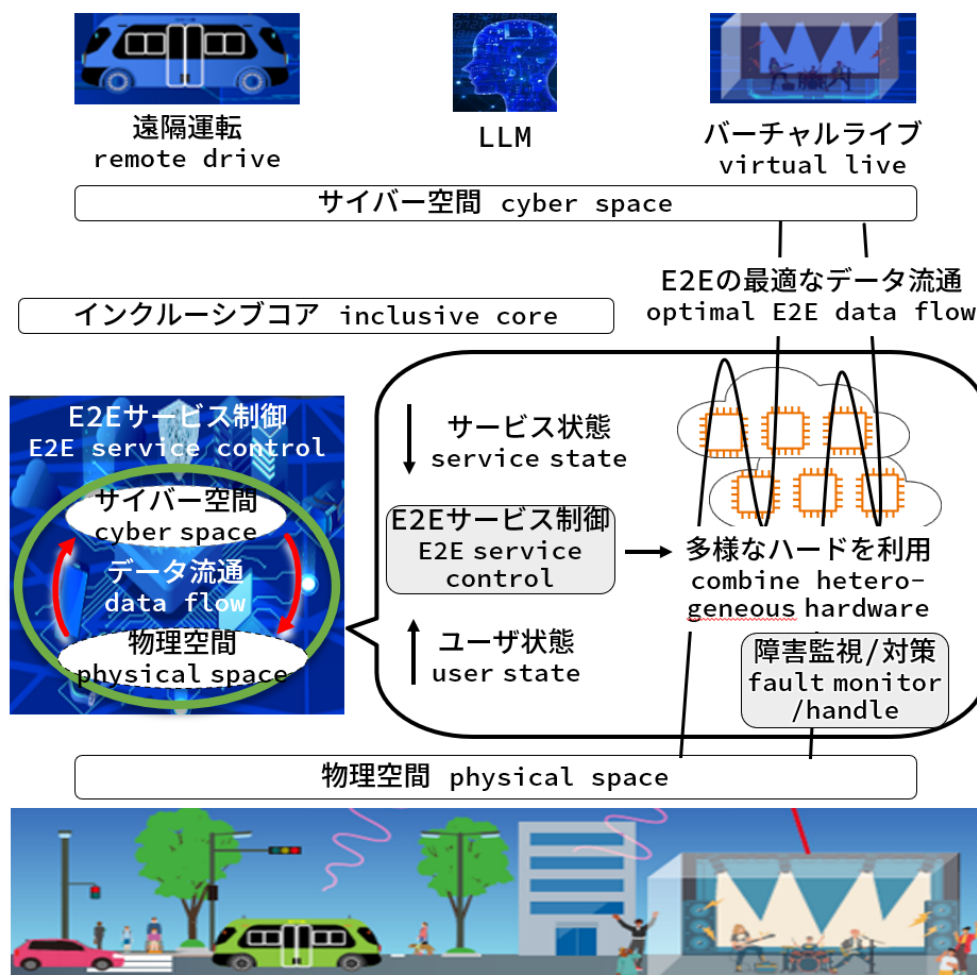 遠隔運転
remote drive
LLM
バーチャルライブ
virtual live
サイバー空間 cyber space
E2Eの最適なデータ流通
optimal E2E data flow
インクルーシブコア inclusive core
E2Eサービス制御
E2E service control
サイバー空間
cyber space
データ流通
data flow
物理空間
physical space
サービス状態
service state
E2Eサービス制御
E2E service
control
ユーザ状態
user state
多様なハードを利用
combine hetero-
geneous hardware
障害監視/対策
fault monitor
/handle
物理空間 physical space